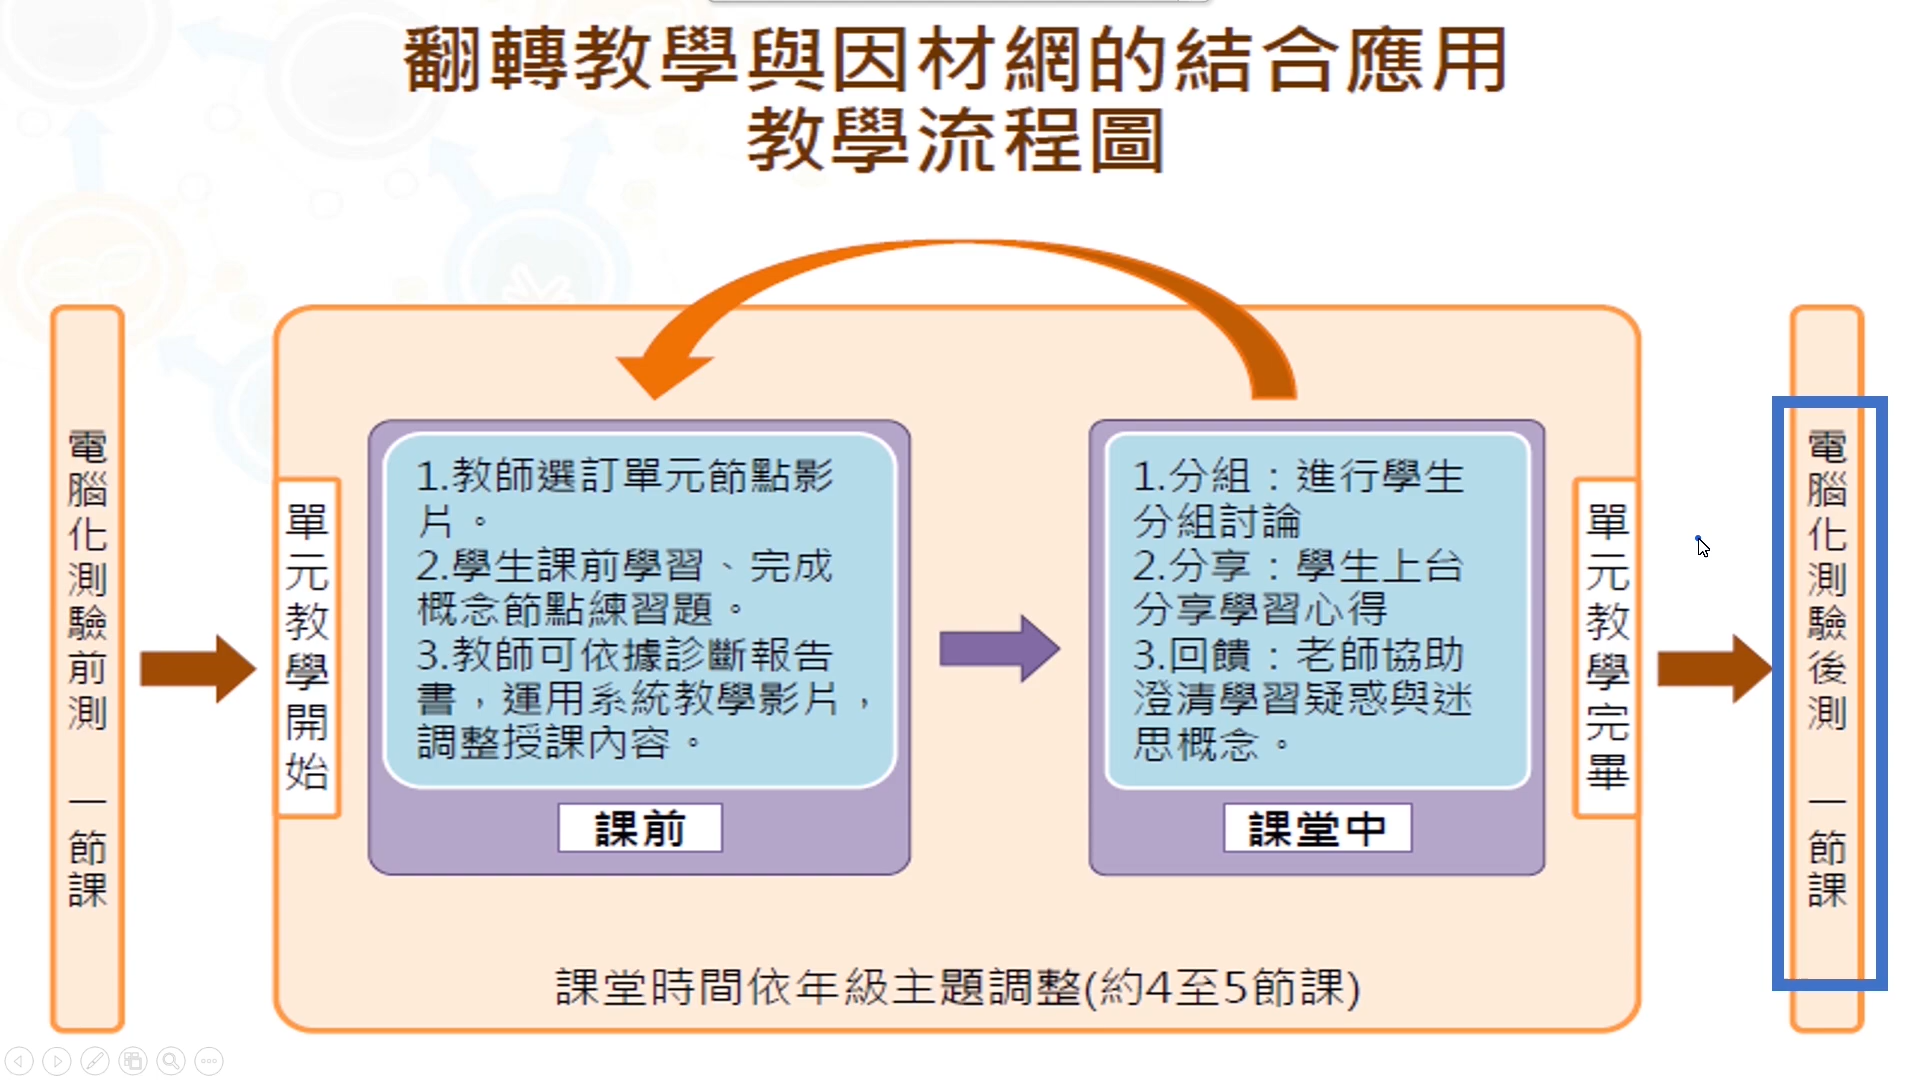 翻轉教學與因材網的結合應用
教學流程圖
電腦化測驗前測 一節課
單元教學開始
1.教師選訂單元節點影
片。
2.學生課前學習、完成
概念節點練習題。
3.教師可依據診斷報告
書，運用系統教學影片，
調整授課內容。
課前
1.分組：進行學生
分組討論
2.分享：學生上台
分享學習心得
3.回饋：老師協助
澄清學習疑惑與迷
思概念。
課堂中
單元教學完畢
電腦化測驗後測 一節課
課堂時間依年級主題調整(約4至5節課)